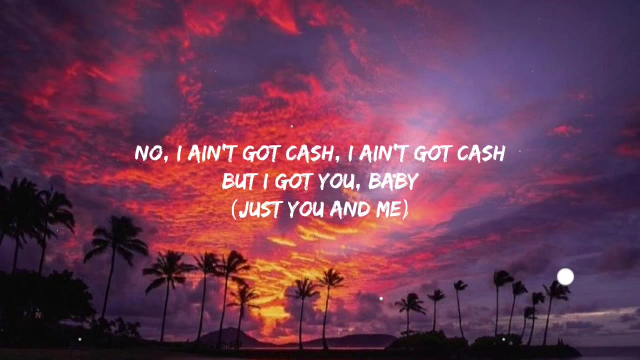 NO, I AIN'T GOT CASH, I AIN'T GOT CASH
BUT I GOT YOU, BABY
(JUST YOU AND ME)